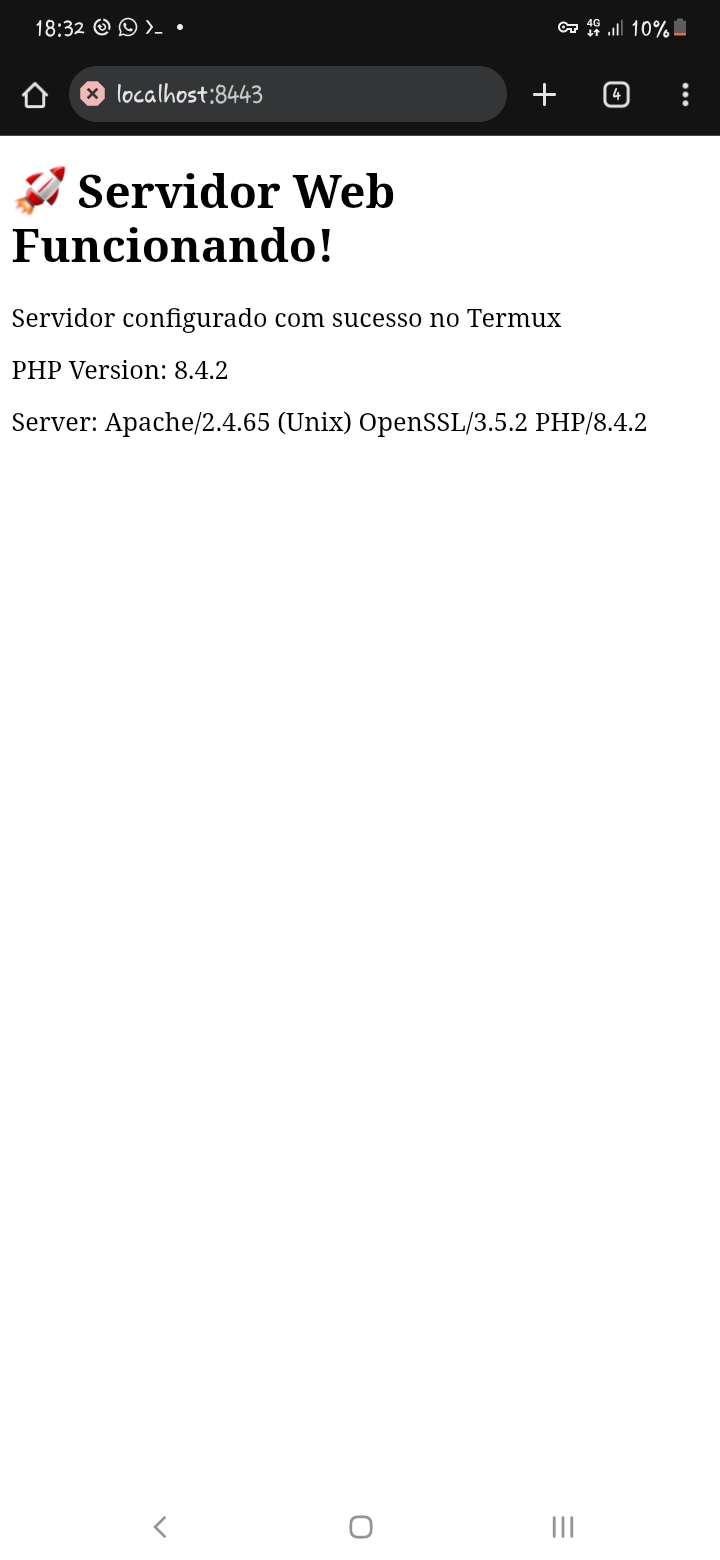 18:32
4G
10%
localhost:8443
4
🚀 Servidor Web
Funcionando!
Servidor configurado com sucesso no Termux
PHP Version: 8.4.2
Server: Apache/2.4.65 (Unix) OpenSSL/3.5.2 PHP/8.4.2